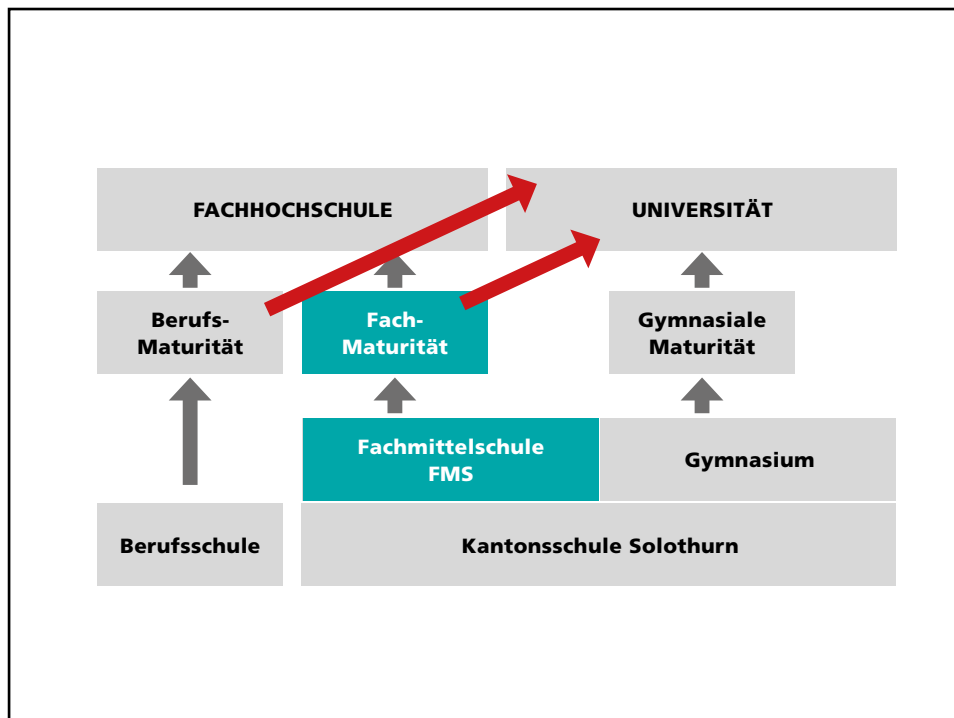 FACHHOCHSCHULE
UNIVERSITÄT
Berufs-
Maturität
Fach-
Maturität
Gymnasiale
Maturität
Fachmittelschule
FMS
Gymnasium
Berufsschule
Kantonsschule Solothurn